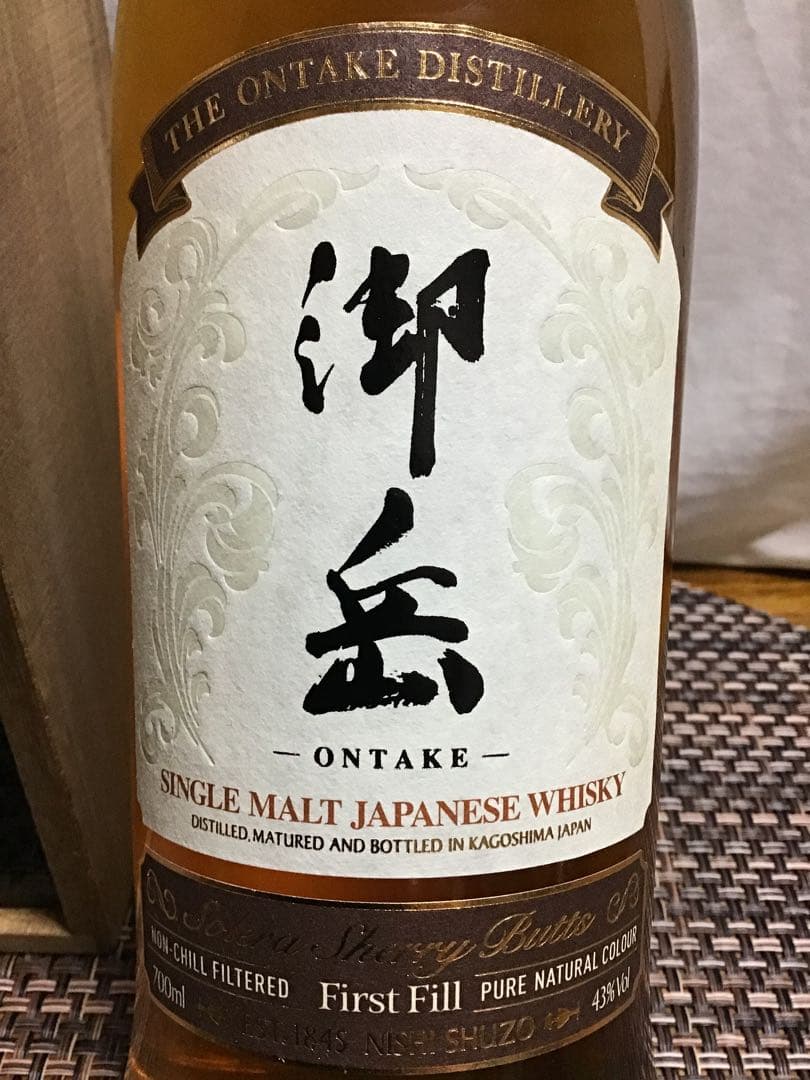 THE ONTAKE DISTILLERY
御岳
— ONTAKE —
SINGLE MALT JAPANESE WHISKY
DISTILLED, MATURED AND BOTTLED IN KAGOSHIMA JAPAN
Solera Sherry Butts
NON-CHILL FILTERED First Fill PURE NATURAL COLOUR
700ml 43%Vol
EST. 1845 NISHI SHUZO